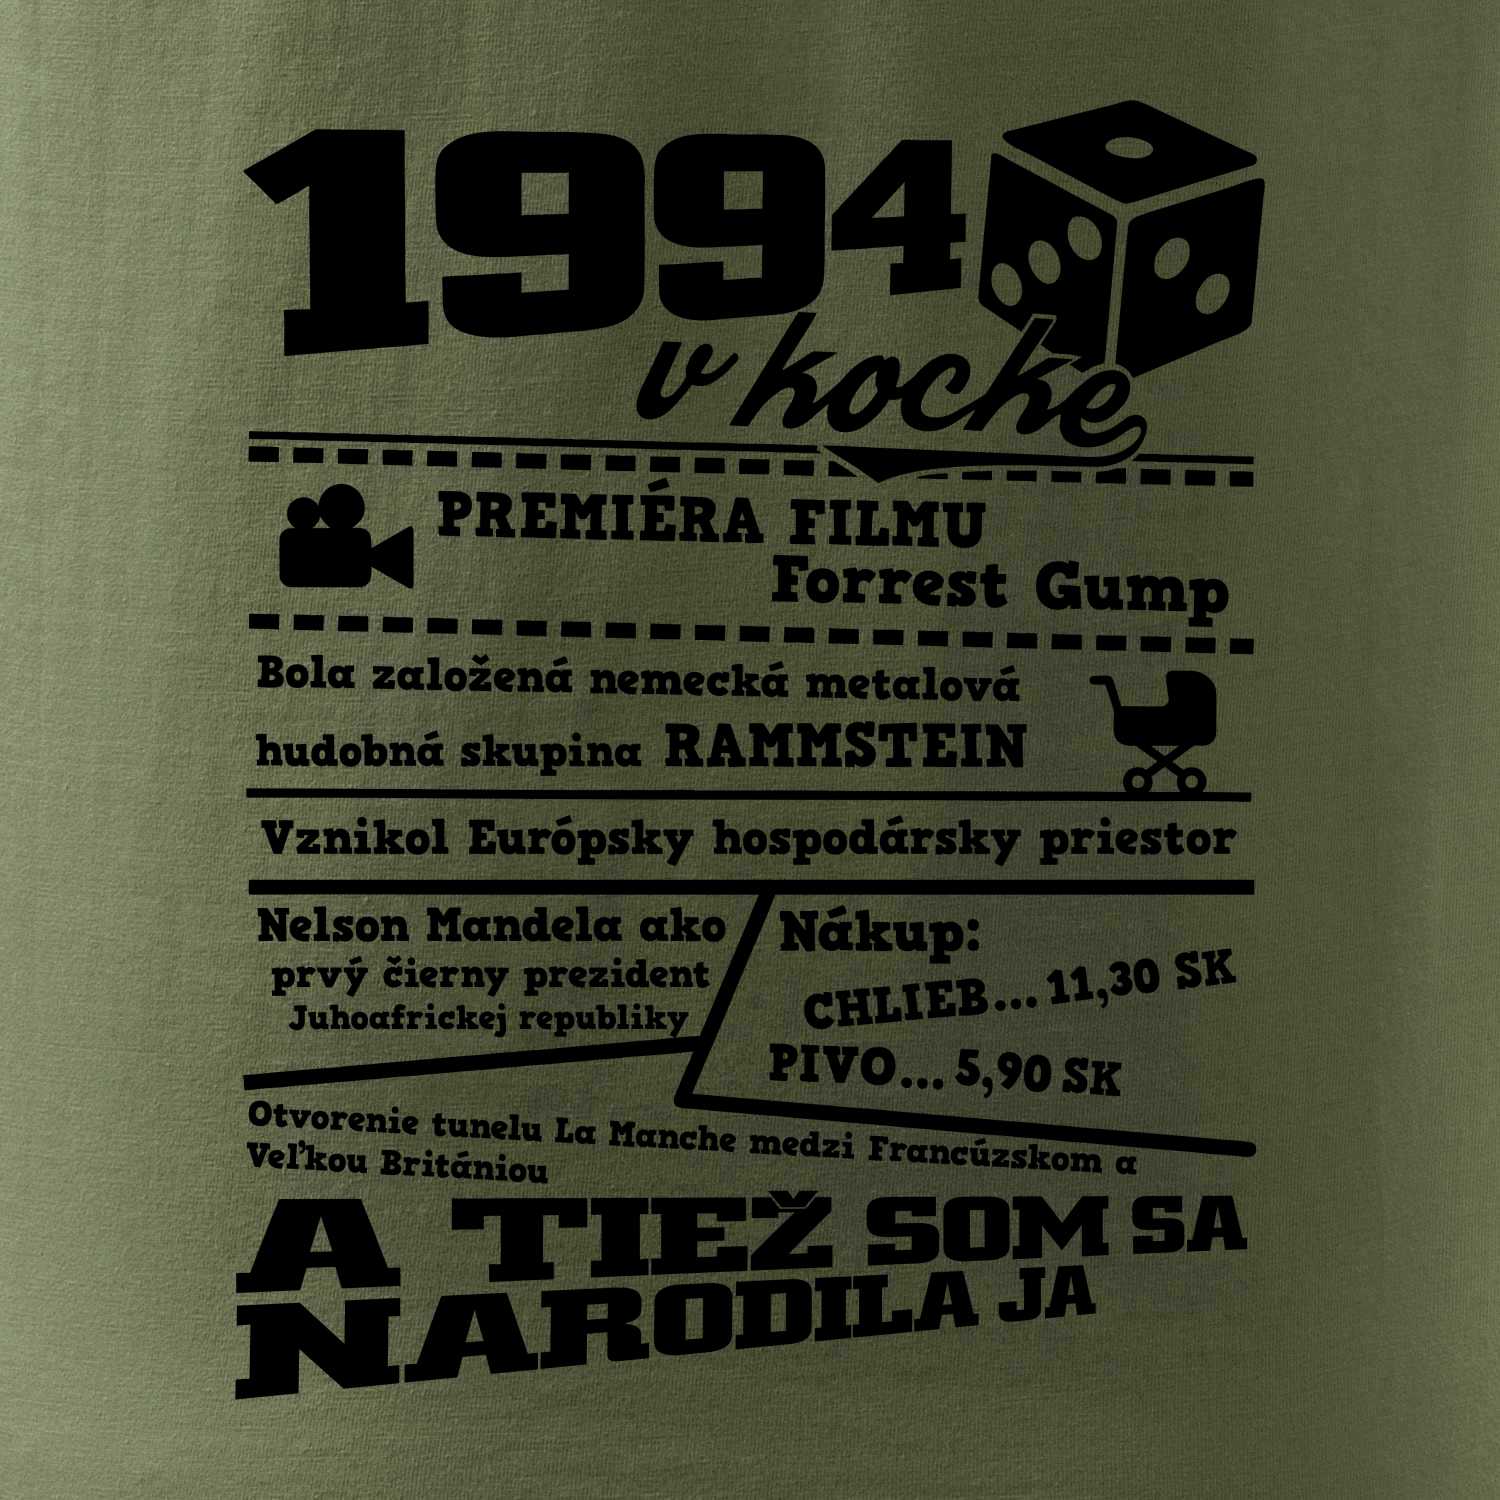 1994
v kocke
PREMIÉRA FILMU
Forrest Gump
Bola založená nemecká metalová
hudobná skupina RAMMSTEIN
Vznikol Európsky hospodársky priestor
Nelson Mandela ako
prvý čierny prezident
Juhoafrickej republiky
Nákup:
CHLIEB... 11,30 SK
PIVO... 5,90 SK
Otvorenie tunelu La Manche medzi Francúzskom a
Veľkou Britániou
A TIEŽ SOM SA
NARODILA JA